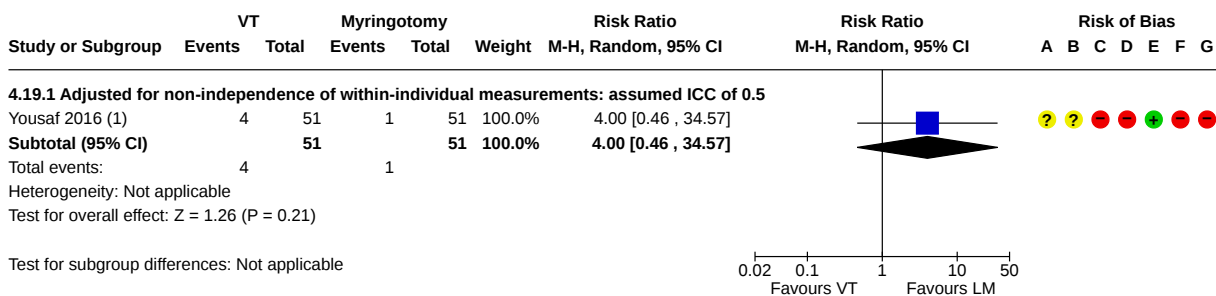 VT Myringotomy Risk Ratio Risk Ratio Risk of Bias
Study or Subgroup Events Total Events Total Weight M-H, Random, 95% CI M-H, Random, 95% CI A B C D E F G
4.19.1 Adjusted for non-independence of within-individual measurements: assumed ICC of 0.5
Yousaf 2016 (1) 4 51 1 51 100.0% 4.00 [0.46 , 34.57] ? ? − − + − −
Subtotal (95% CI) 51 51 100.0% 4.00 [0.46 , 34.57]
Total events: 4 1
Heterogeneity: Not applicable
Test for overall effect: Z = 1.26 (P = 0.21)
Test for subgroup differences: Not applicable
0.02 0.1 1 10 50
Favours VT Favours LM